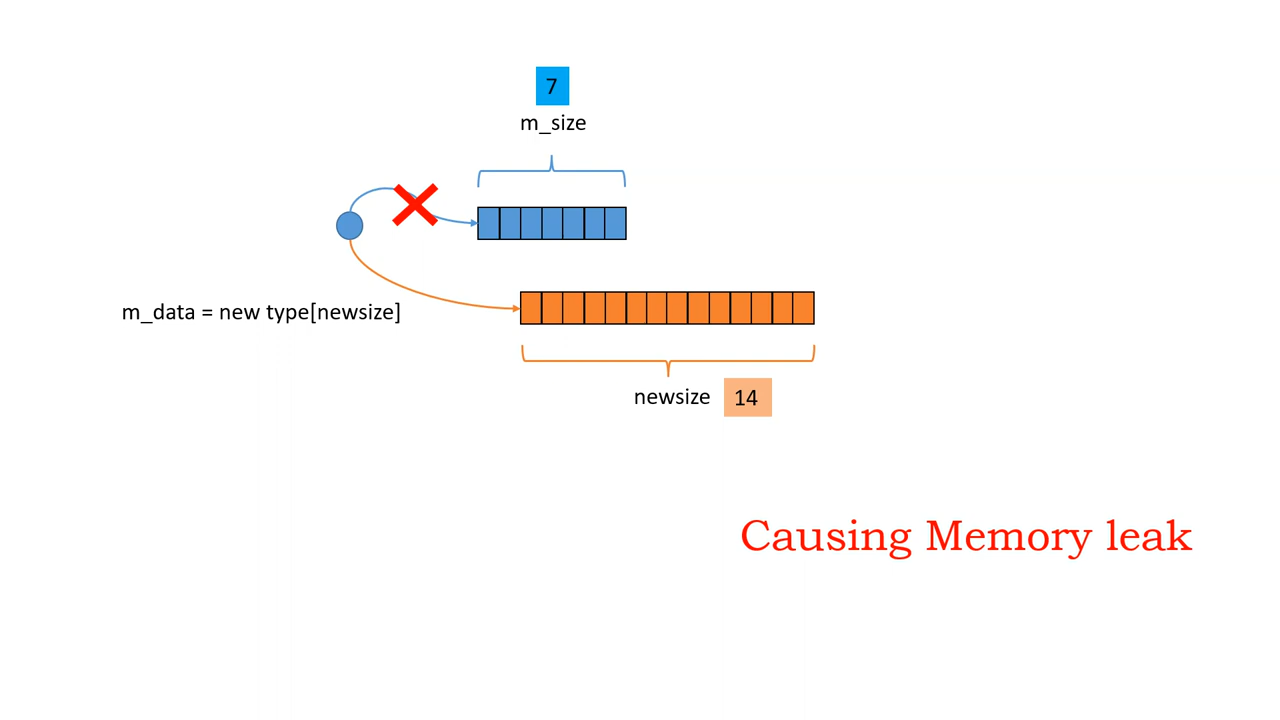 7
m_size
m_data = new type[newsize]
newsize 14
Causing Memory leak